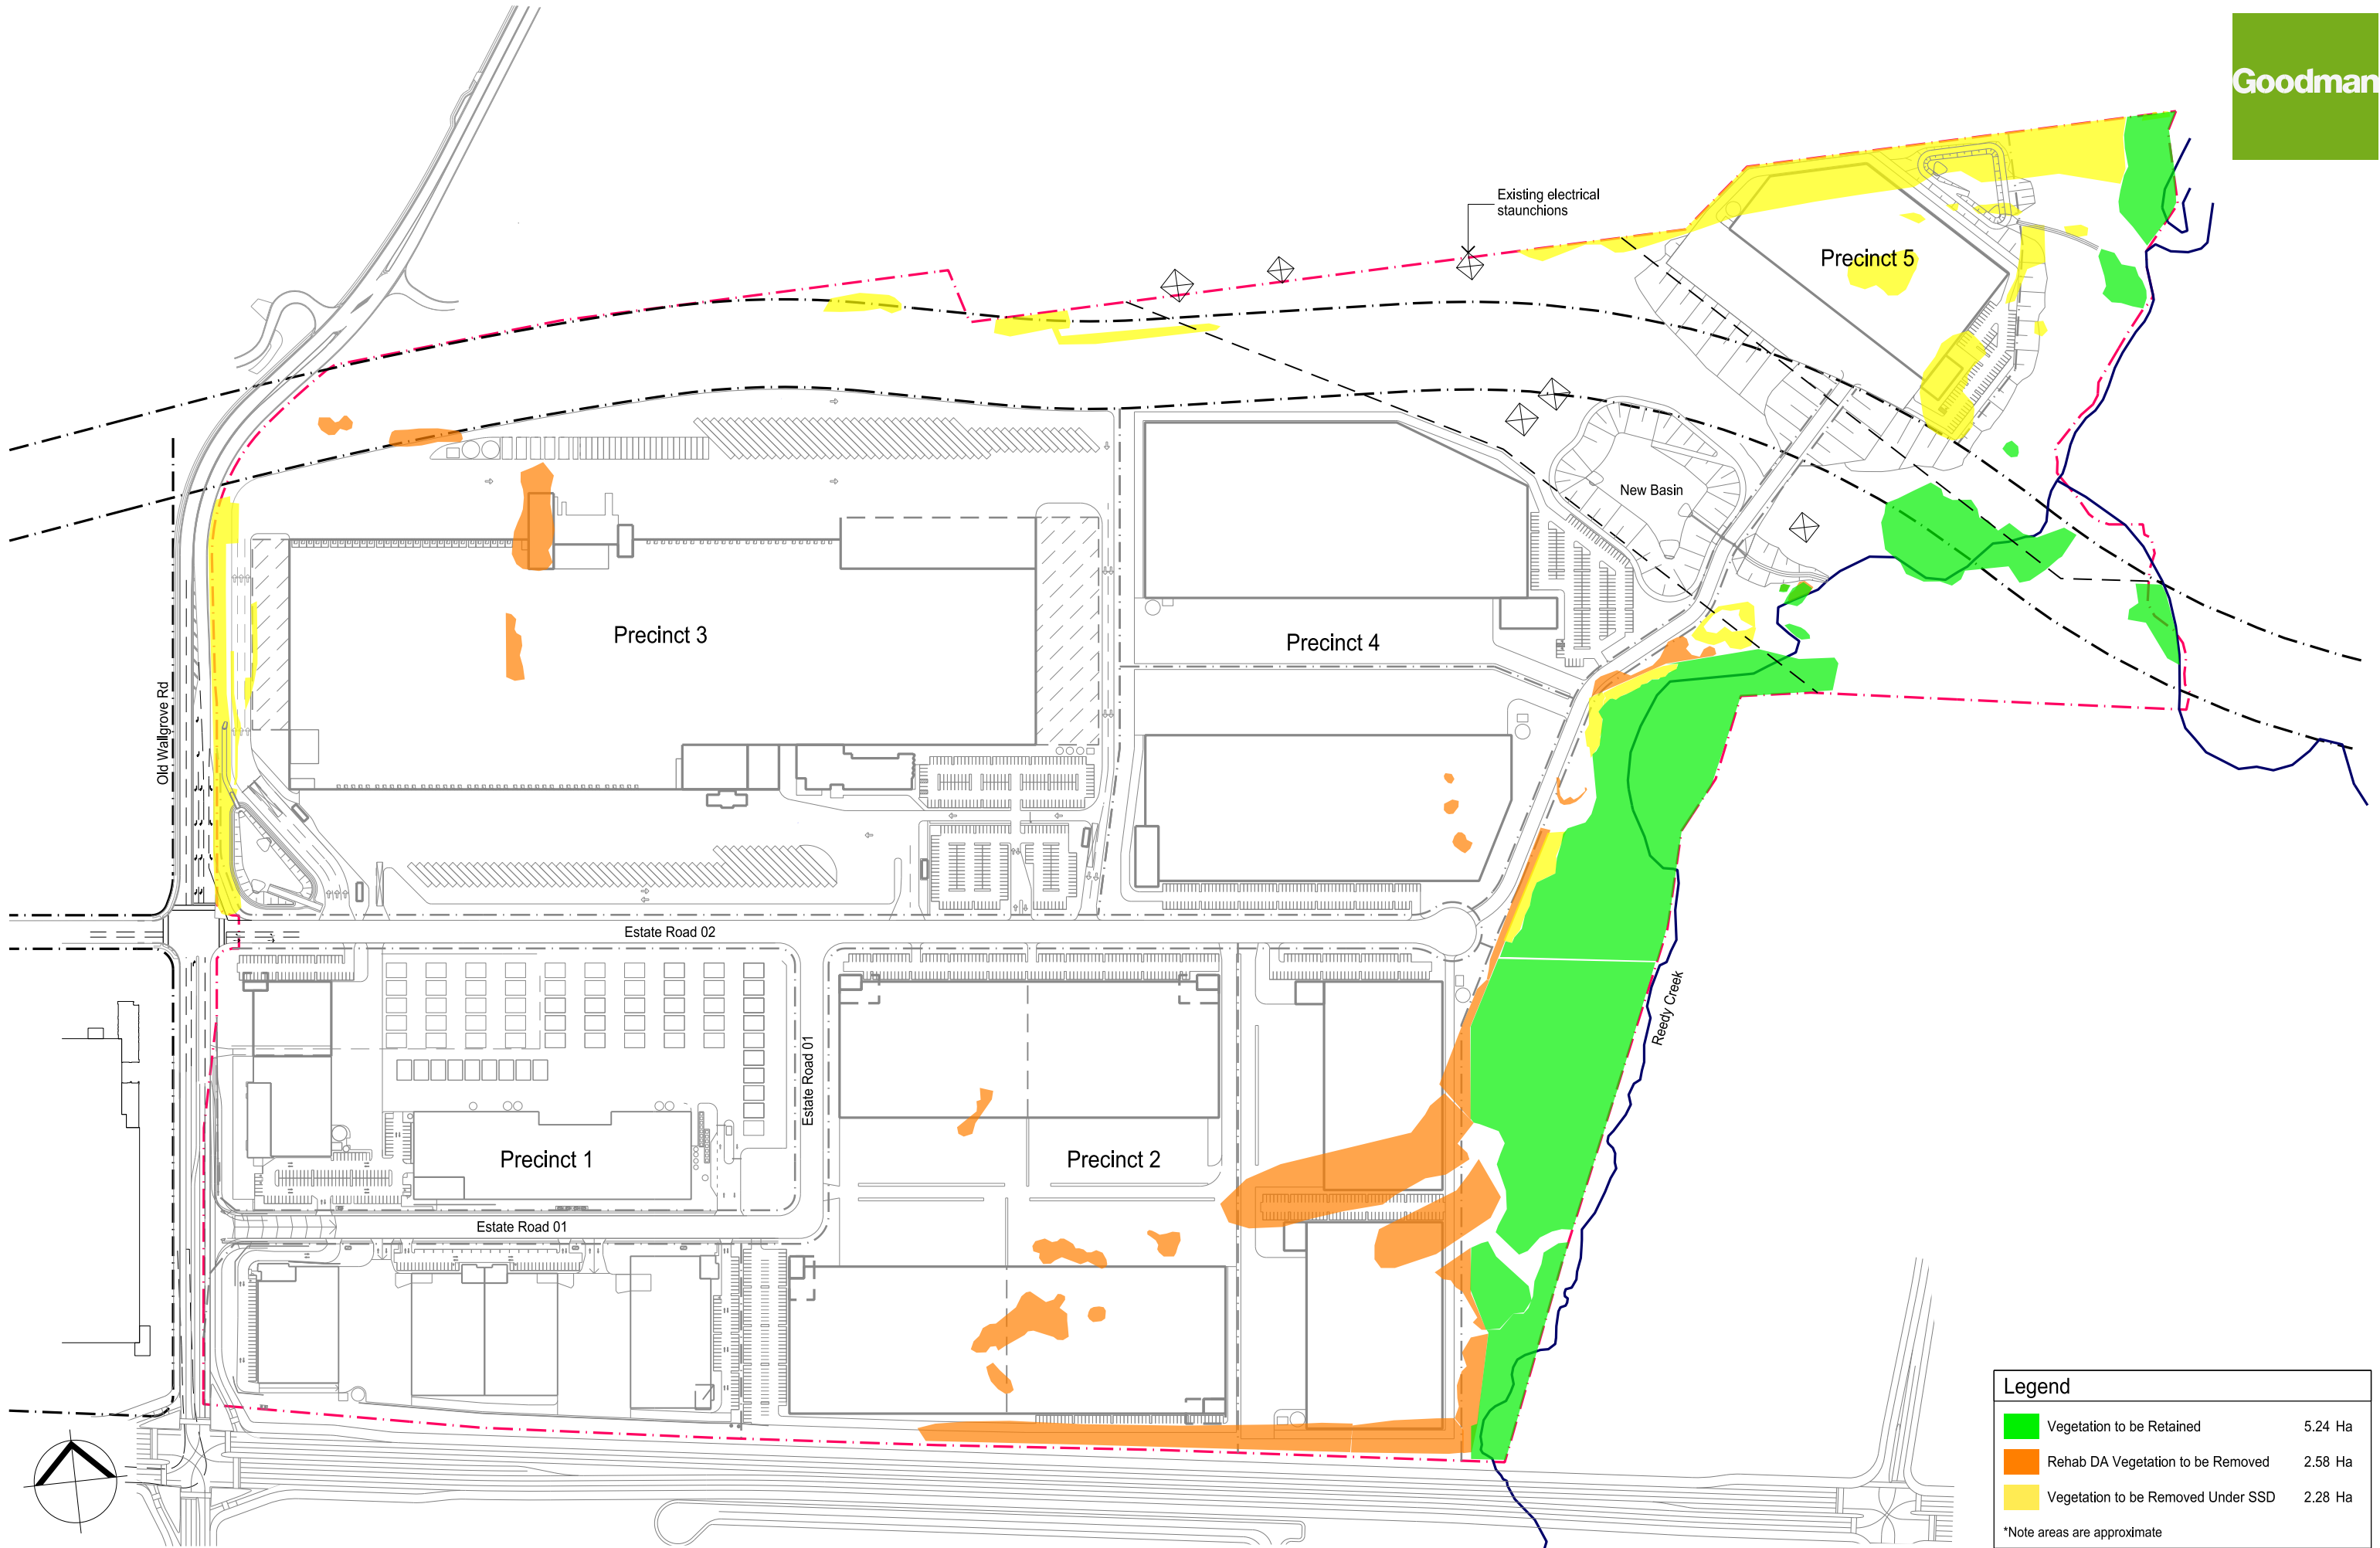 Goodman
Existing electrical
staunchions
Precinct 5
New Basin
Precinct 3
Precinct 4
Old Wallgrove Rd
Estate Road 02
Reedy Creek
Estate Road 01
Precinct 1
Precinct 2
Estate Road 01
Legend
Vegetation to be Retained 5.24 Ha
Rehab DA Vegetation to be Removed 2.58 Ha
Vegetation to be Removed Under SSD 2.28 Ha
*Note areas are approximate